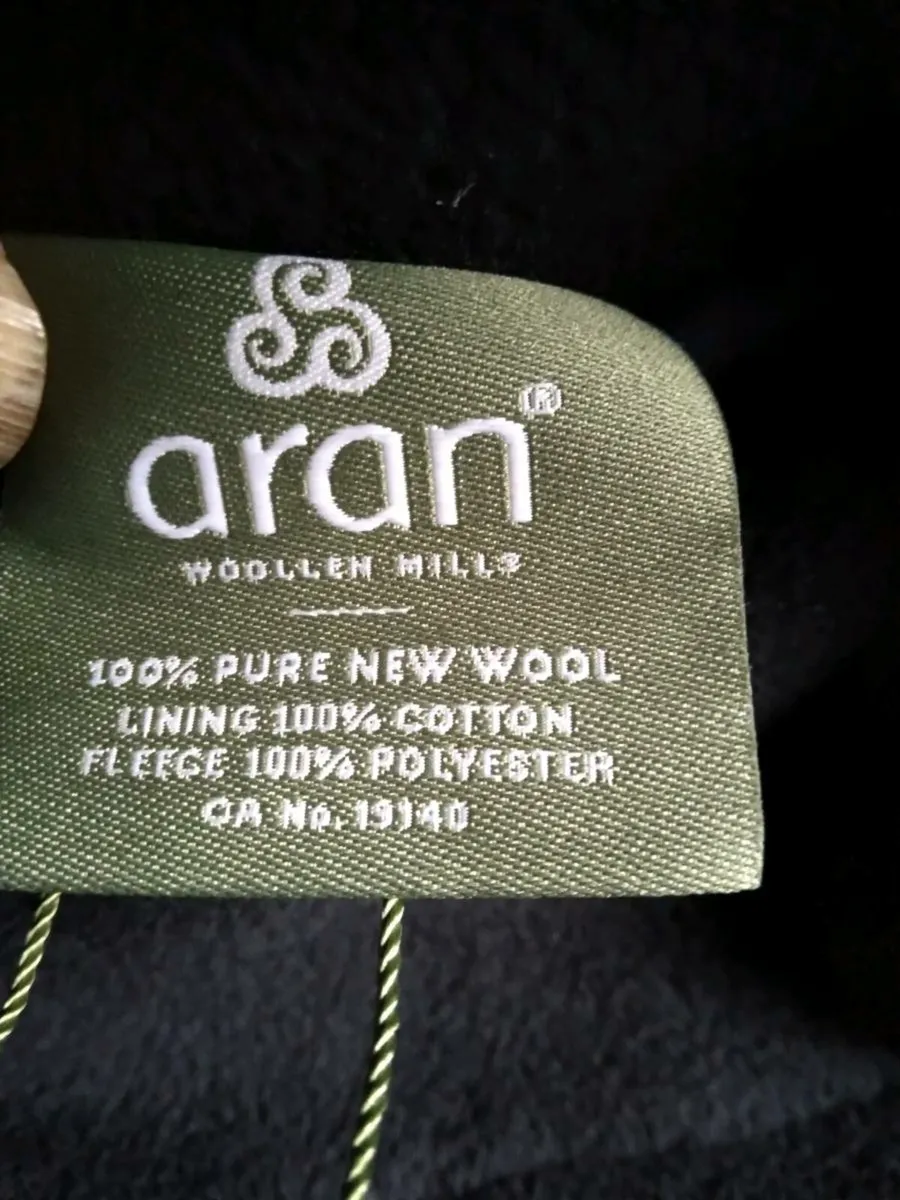 aran®
WOOLLEN MILLS
100% PURE NEW WOOL
LINING 100% COTTON
FLEECE 100% POLYESTER
CA No. 19140